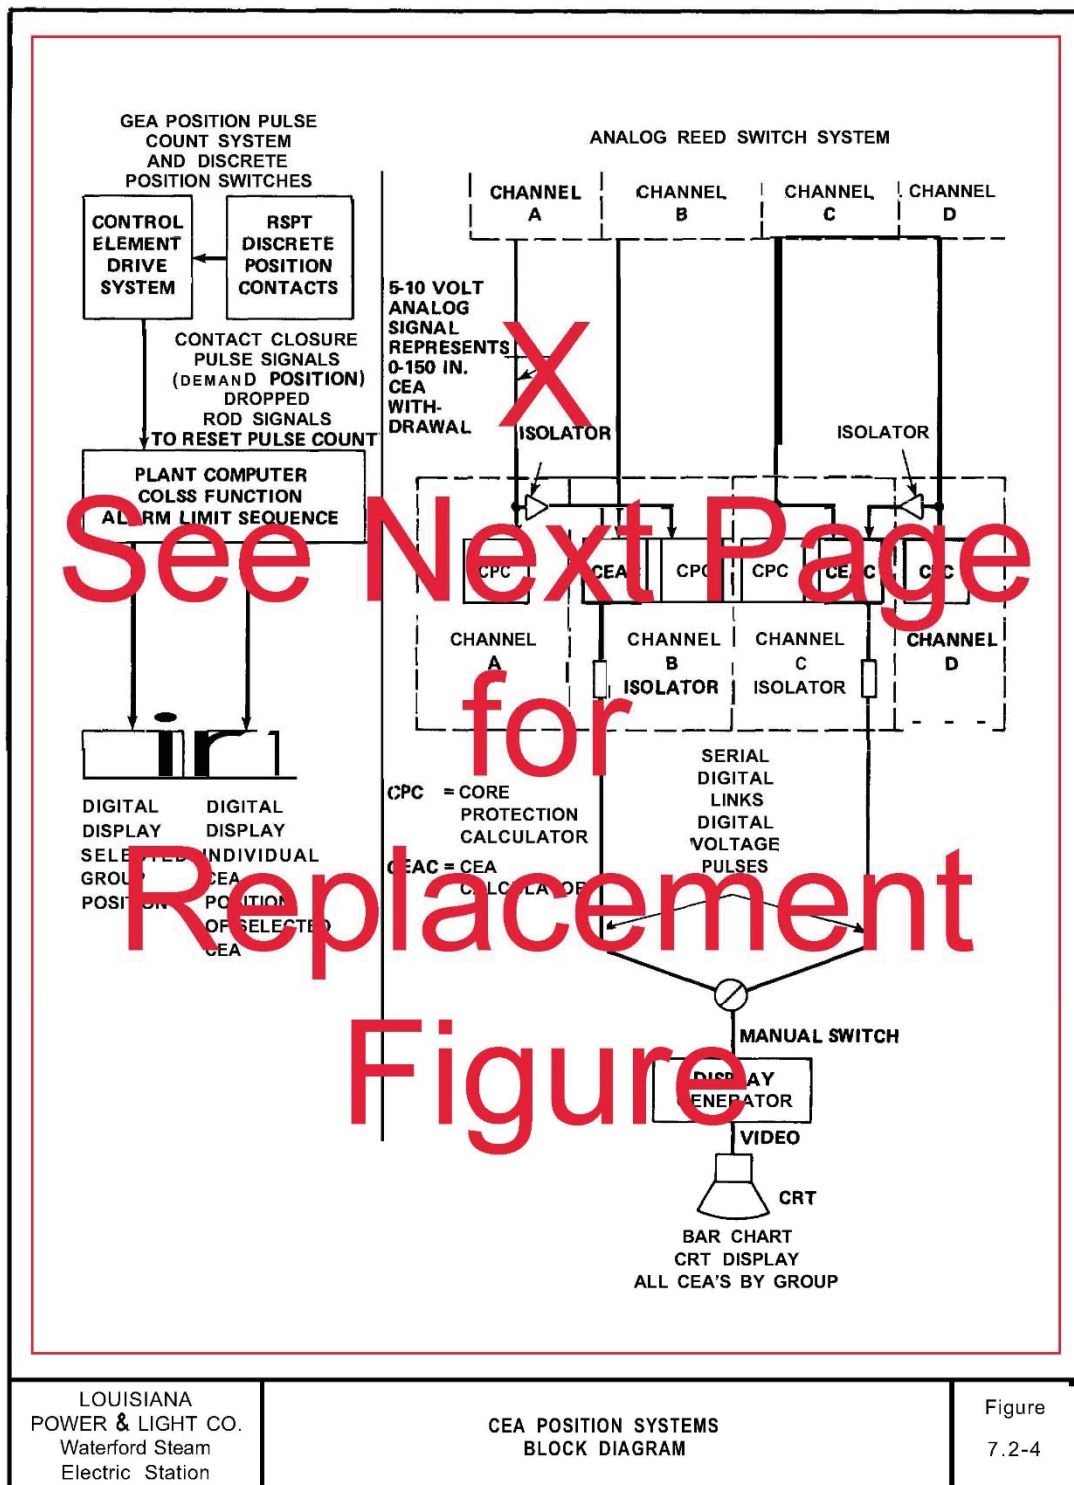 GEA POSITION PULSE
COUNT SYSTEM
AND DISCRETE
POSITION SWITCHES
CONTROL
ELEMENT
DRIVE
SYSTEM
RSPT
DISCRETE
POSITION
CONTACTS
CONTACT CLOSURE
PULSE SIGNALS
(DEMAND POSITION)
DROPPED
ROD SIGNALS
TO RESET PULSE COUNT
PLANT COMPUTER
COLSS FUNCTION
ALARM LIMIT SEQUENCE
DIGITAL
DISPLAY
SELECTED
GROUP
POSITION
DIGITAL
DISPLAY
INDIVIDUAL
CEA
POSITION
OF SELECTED
CEA
ANALOG REED SWITCH SYSTEM
CHANNEL
A
CHANNEL
B
CHANNEL
C
CHANNEL
D
5-10 VOLT
ANALOG
SIGNAL
REPRESENTS
0-150 IN.
CEA
WITH-
DRAWAL
X
ISOLATOR
ISOLATOR
CPC
CEAC
CPC
CPC
CEAC
CPC
CHANNEL
A
CHANNEL
B
ISOLATOR
CHANNEL
C
ISOLATOR
CHANNEL
D
CPC = CORE
PROTECTION
CALCULATOR
CEAC = CEA
CALCULATOR
SERIAL
DIGITAL
LINKS
DIGITAL
VOLTAGE
PULSES
MANUAL SWITCH
DISPLAY
GENERATOR
VIDEO
CRT
BAR CHART
CRT DISPLAY
ALL CEA'S BY GROUP
See Next Page
for
Replacement
Figure
LOUISIANA
POWER & LIGHT CO.
Waterford Steam
Electric Station
CEA POSITION SYSTEMS
BLOCK DIAGRAM
Figure
7.2-4